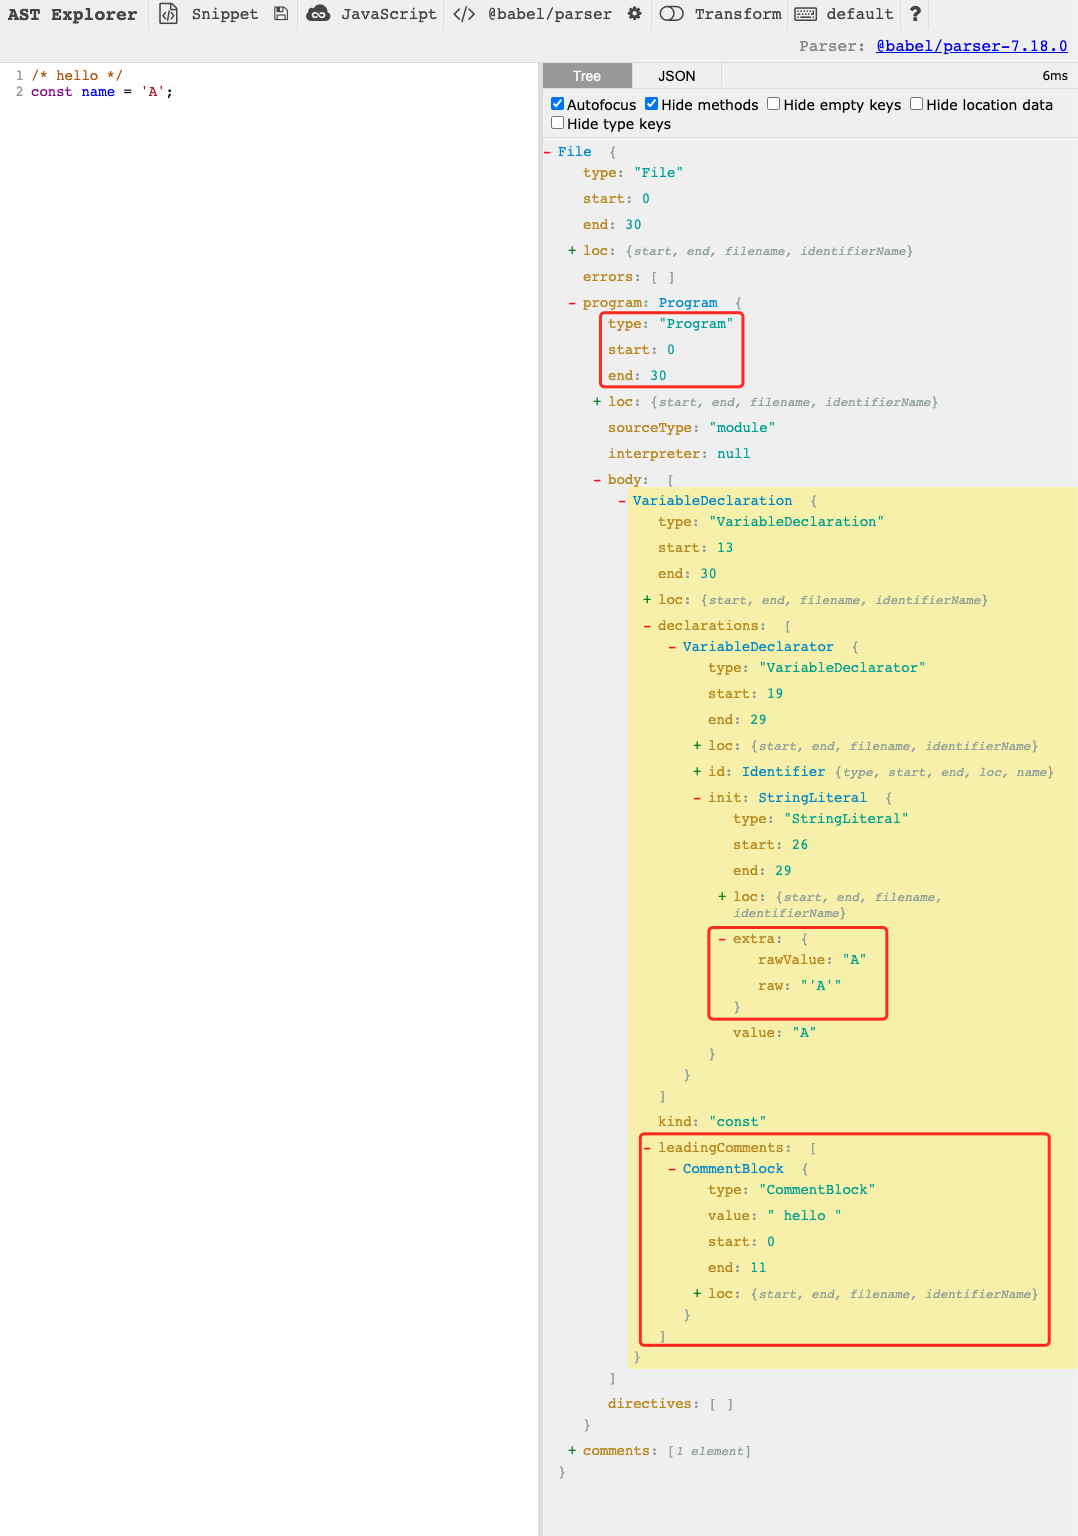 AST Explorer Snippet JavaScript </> @babel/parser Transform default ?
Parser: @babel/parser-7.18.0
1 /* hello */
2 const name = 'A';
Tree JSON 6ms
Autofocus Hide methods Hide empty keys Hide location data
Hide type keys
- File {
type: "File"
start: 0
end: 30
+ loc: {start, end, filename, identifierName}
errors: [ ]
- program: Program {
type: "Program"
start: 0
end: 30
+ loc: {start, end, filename, identifierName}
sourceType: "module"
interpreter: null
- body: [
- VariableDeclaration {
type: "VariableDeclaration"
start: 13
end: 30
+ loc: {start, end, filename, identifierName}
- declarations: [
- VariableDeclarator {
type: "VariableDeclarator"
start: 19
end: 29
+ loc: {start, end, filename, identifierName}
+ id: Identifier {type, start, end, loc, name}
- init: StringLiteral {
type: "StringLiteral"
start: 26
end: 29
+ loc: {start, end, filename,
identifierName}
- extra: {
rawValue: "A"
raw: "'A'"
}
value: "A"
}
}
]
kind: "const"
- leadingComments: [
- CommentBlock {
type: "CommentBlock"
value: " hello "
start: 0
end: 11
+ loc: {start, end, filename, identifierName}
}
]
}
]
directives: [ ]
}
+ comments: [1 element]
}